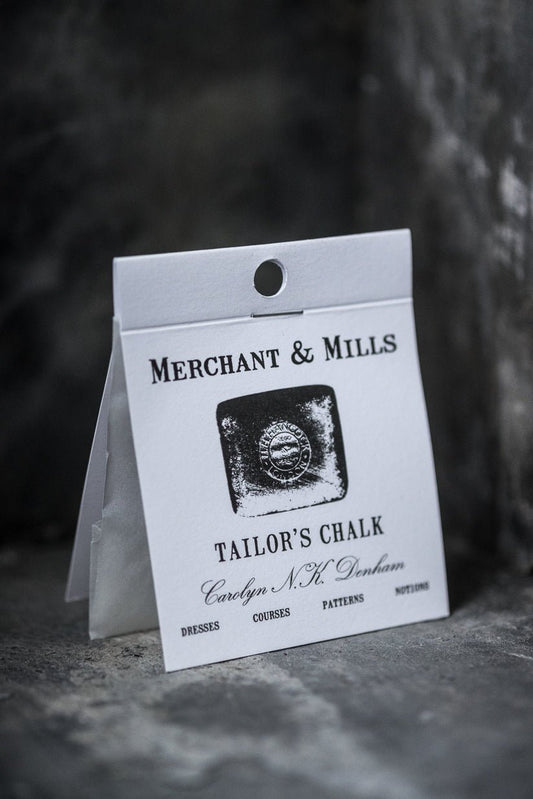 MERCHANT & MILLS
TAILOR'S CHALK
Carolyn N.K. Denham
DRESSES COURSES PATTERNS NOTIONS